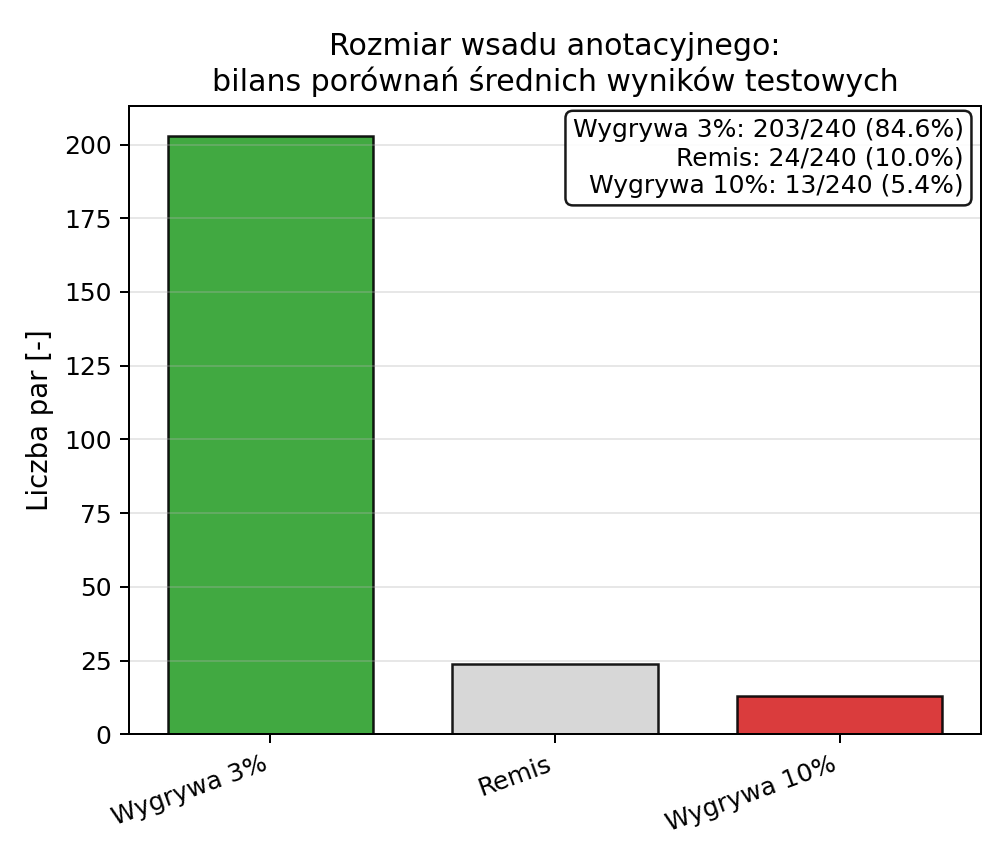 Rozmiar wsadu anotacyjnego:
bilans porównań średnich wyników testowych
Wygrywa 3%: 203/240 (84.6%)
Remis: 24/240 (10.0%)
Wygrywa 10%: 13/240 (5.4%)
Liczba par [-]
200
175
150
125
100
75
50
25
0
Wygrywa 3%
Remis
Wygrywa 10%